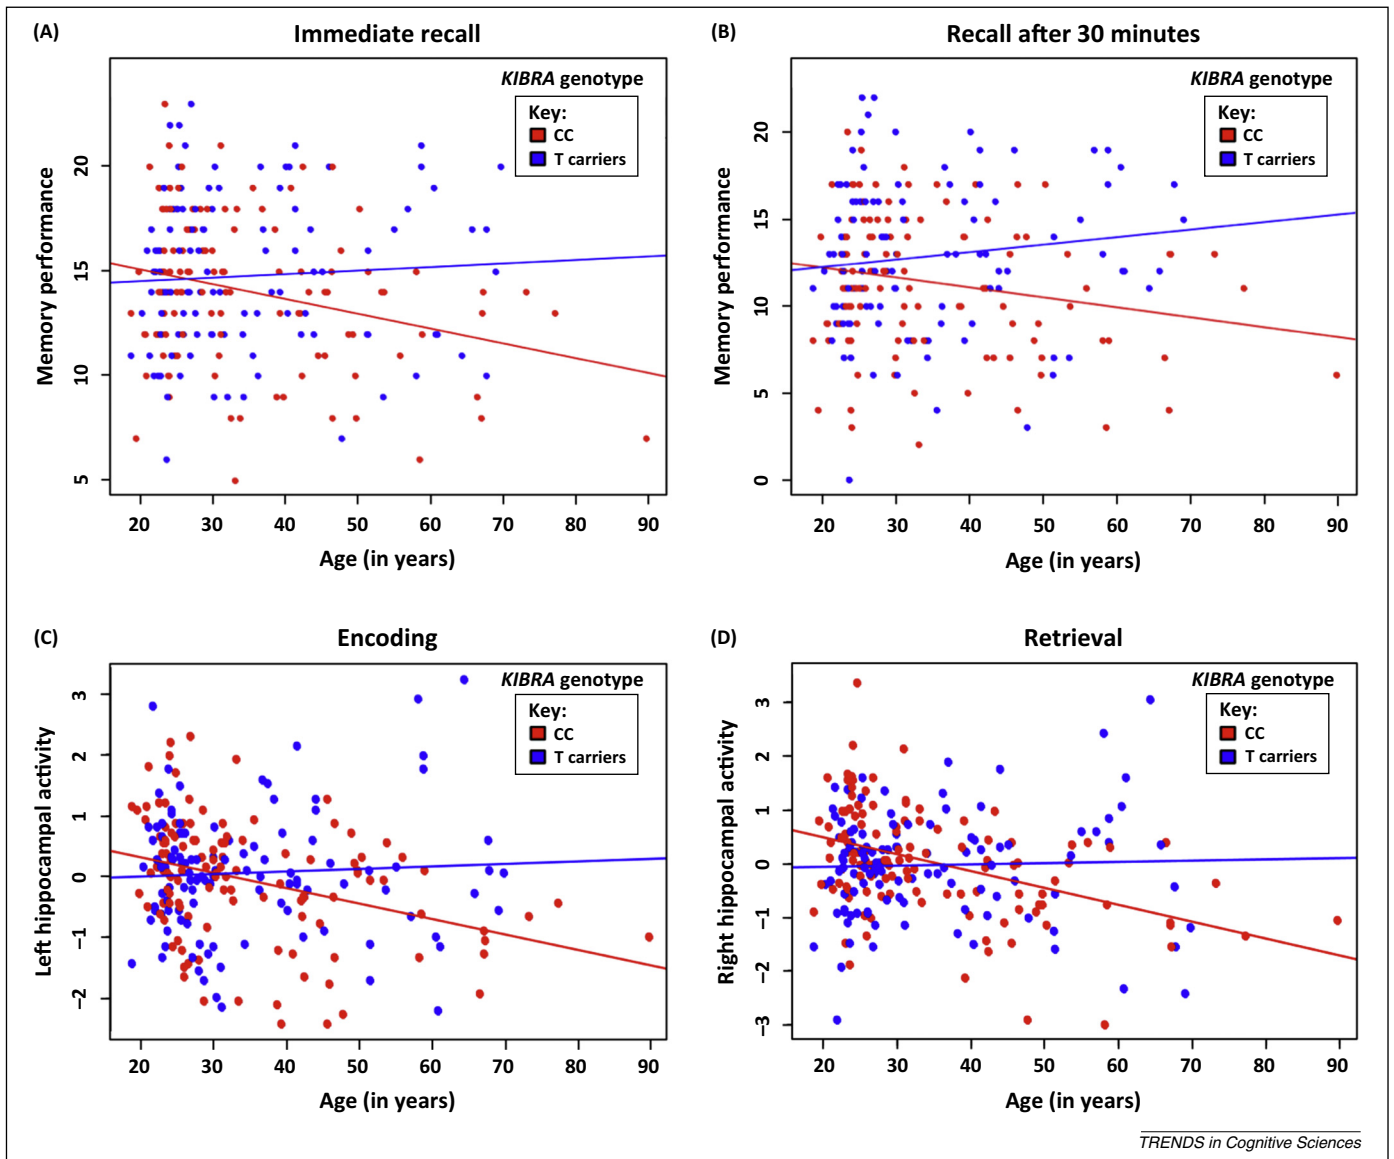 (A) Immediate recall
KIBRA genotype
Key:
CC
T carriers
Memory performance
20
15
10
5
20 30 40 50 60 70 80 90
Age (in years)
(B) Recall after 30 minutes
KIBRA genotype
Key:
CC
T carriers
Memory performance
20
15
10
5
0
20 30 40 50 60 70 80 90
Age (in years)
(C) Encoding
KIBRA genotype
Key:
CC
T carriers
Left hippocampal activity
3
2
1
0
−1
−2
20 30 40 50 60 70 80 90
Age (in years)
(D) Retrieval
KIBRA genotype
Key:
CC
T carriers
Right hippocampal activity
3
2
1
0
−1
−2
−3
20 30 40 50 60 70 80 90
Age (in years)
TRENDS in Cognitive Sciences